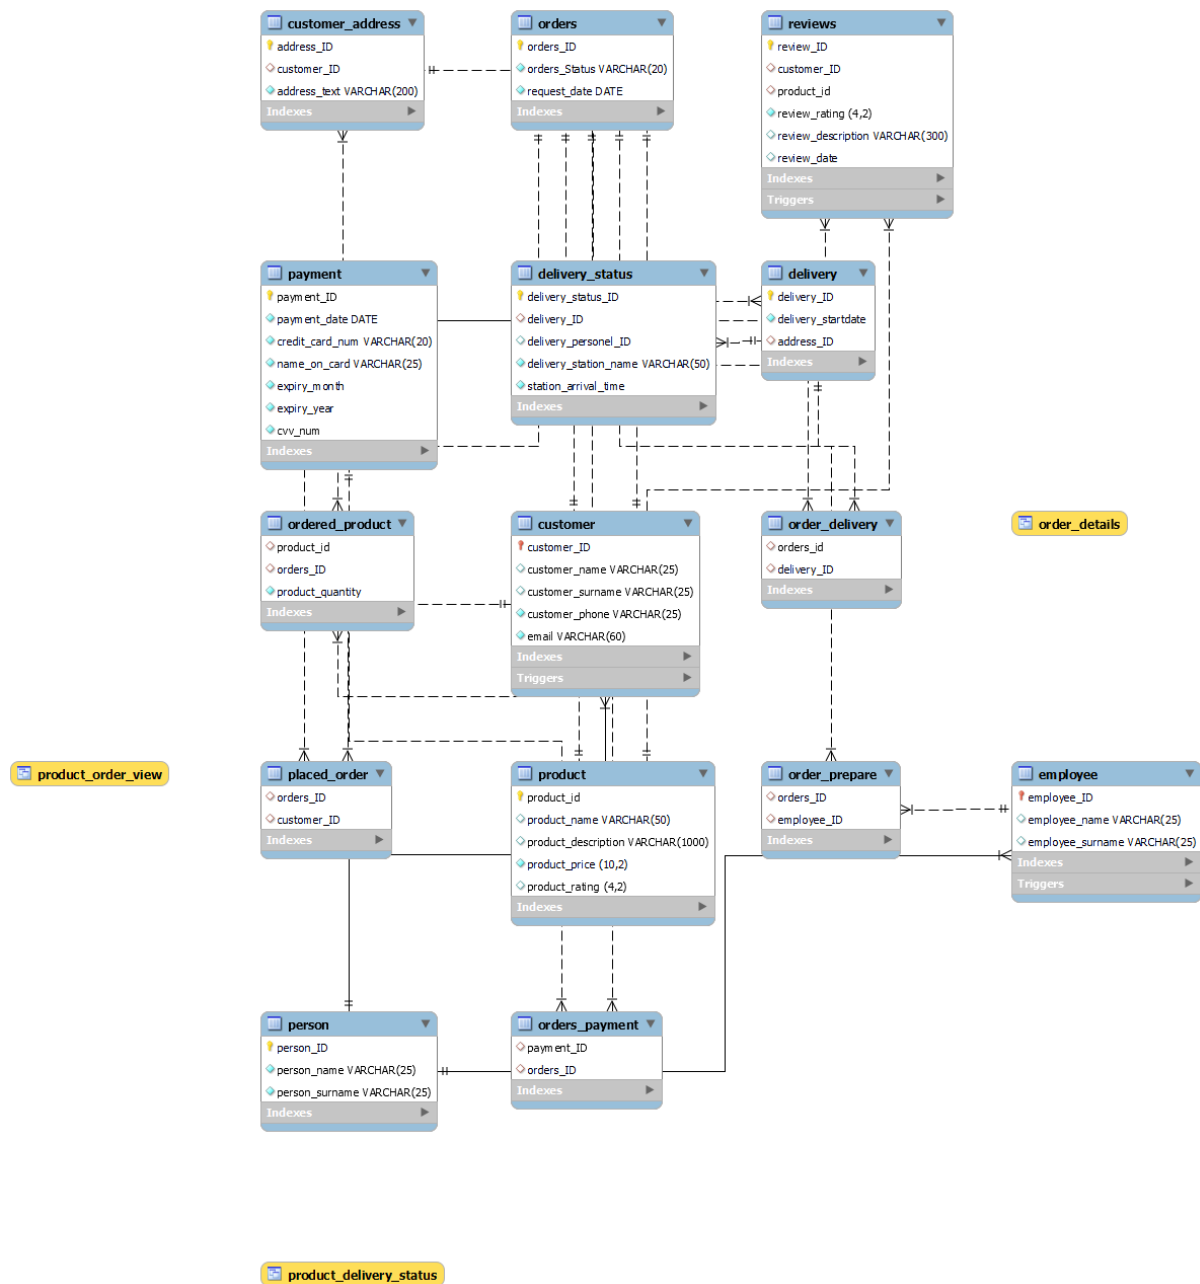 customer_address
address_ID
customer_ID
address_text VARCHAR(200)
Indexes
orders
orders_ID
orders_Status VARCHAR(20)
request_date DATE
Indexes
reviews
review_ID
customer_ID
product_id
review_rating (4,2)
review_description VARCHAR(300)
review_date
Indexes
Triggers
payment
payment_ID
payment_date DATE
credit_card_num VARCHAR(20)
name_on_card VARCHAR(25)
expiry_month
expiry_year
cvv_num
Indexes
delivery_status
delivery_status_ID
delivery_ID
delivery_personel_ID
delivery_station_name VARCHAR(50)
station_arrival_time
Indexes
delivery
delivery_ID
delivery_startdate
address_ID
Indexes
ordered_product
product_id
orders_ID
product_quantity
Indexes
customer
customer_ID
customer_name VARCHAR(25)
customer_surname VARCHAR(25)
customer_phone VARCHAR(25)
email VARCHAR(60)
Indexes
Triggers
order_delivery
orders_id
delivery_ID
Indexes
order_details
product_order_view
placed_order
orders_ID
customer_ID
Indexes
product
product_id
product_name VARCHAR(50)
product_description VARCHAR(1000)
product_price (10,2)
product_rating (4,2)
Indexes
order_prepare
orders_ID
employee_ID
Indexes
employee
employee_ID
employee_name VARCHAR(25)
employee_surname VARCHAR(25)
Indexes
Triggers
person
person_ID
person_name VARCHAR(25)
person_surname VARCHAR(25)
Indexes
orders_payment
payment_ID
orders_ID
Indexes
product_delivery_status